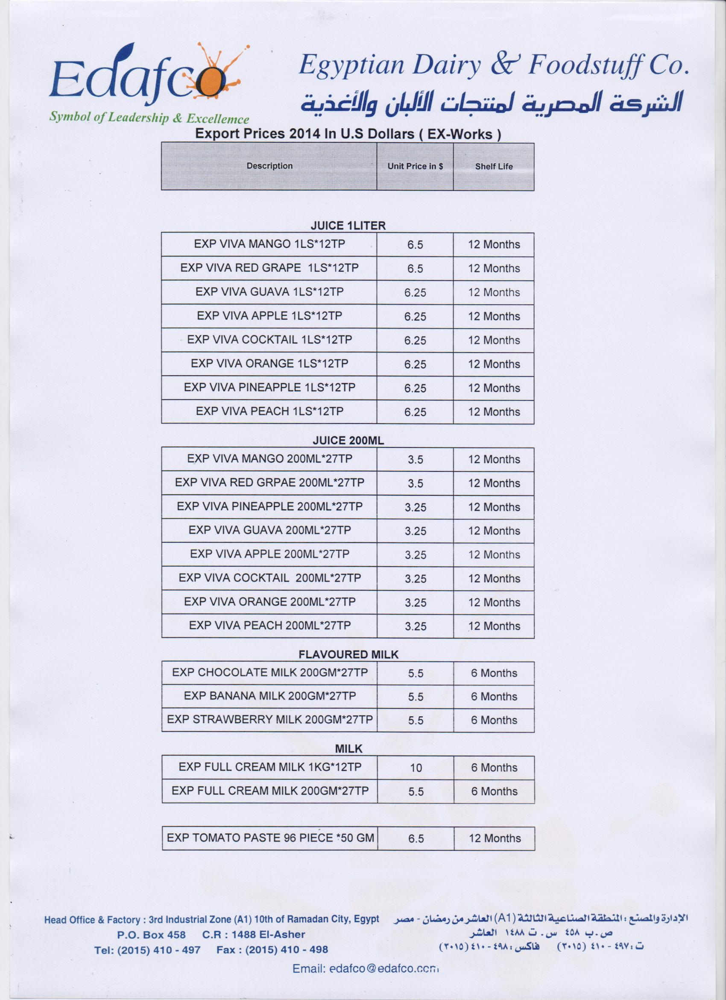 Edafco
Symbol of Leadership & Excellemce
Egyptian Dairy & Foodstuff Co.
الشركة المصرية لمنتجات الألبان والأغذية
Export Prices 2014 In U.S Dollars ( EX-Works )
Description Unit Price in $ Shelf Life
JUICE 1LITER
EXP VIVA MANGO 1LS*12TP 6.5 12 Months
EXP VIVA RED GRAPE 1LS*12TP 6.5 12 Months
EXP VIVA GUAVA 1LS*12TP 6.25 12 Months
EXP VIVA APPLE 1LS*12TP 6.25 12 Months
EXP VIVA COCKTAIL 1LS*12TP 6.25 12 Months
EXP VIVA ORANGE 1LS*12TP 6.25 12 Months
EXP VIVA PINEAPPLE 1LS*12TP 6.25 12 Months
EXP VIVA PEACH 1LS*12TP 6.25 12 Months
JUICE 200ML
EXP VIVA MANGO 200ML*27TP 3.5 12 Months
EXP VIVA RED GRPAE 200ML*27TP 3.5 12 Months
EXP VIVA PINEAPPLE 200ML*27TP 3.25 12 Months
EXP VIVA GUAVA 200ML*27TP 3.25 12 Months
EXP VIVA APPLE 200ML*27TP 3.25 12 Months
EXP VIVA COCKTAIL 200ML*27TP 3.25 12 Months
EXP VIVA ORANGE 200ML*27TP 3.25 12 Months
EXP VIVA PEACH 200ML*27TP 3.25 12 Months
FLAVOURED MILK
EXP CHOCOLATE MILK 200GM*27TP 5.5 6 Months
EXP BANANA MILK 200GM*27TP 5.5 6 Months
EXP STRAWBERRY MILK 200GM*27TP 5.5 6 Months
MILK
EXP FULL CREAM MILK 1KG*12TP 10 6 Months
EXP FULL CREAM MILK 200GM*27TP 5.5 6 Months
EXP TOMATO PASTE 96 PIECE *50 GM 6.5 12 Months
Head Office & Factory : 3rd Industrial Zone (A1) 10th of Ramadan City, Egypt
P.O. Box 458 C.R : 1488 El-Asher
Tel: (2015) 410 - 497 Fax : (2015) 410 - 498
الإدارة والمصنع : المنطقة الصناعية الثالثة (A1) العاشر من رمضان - مصر
ص.ب ٤٥٨ س . ت ١٤٨٨ العاشر
ت : ٤٩٧ - ٤١٠ (٢٠١٥) فاكس : ٤٩٨ - ٤١٠ (٢٠١٥)
Email: edafco@edafco.com